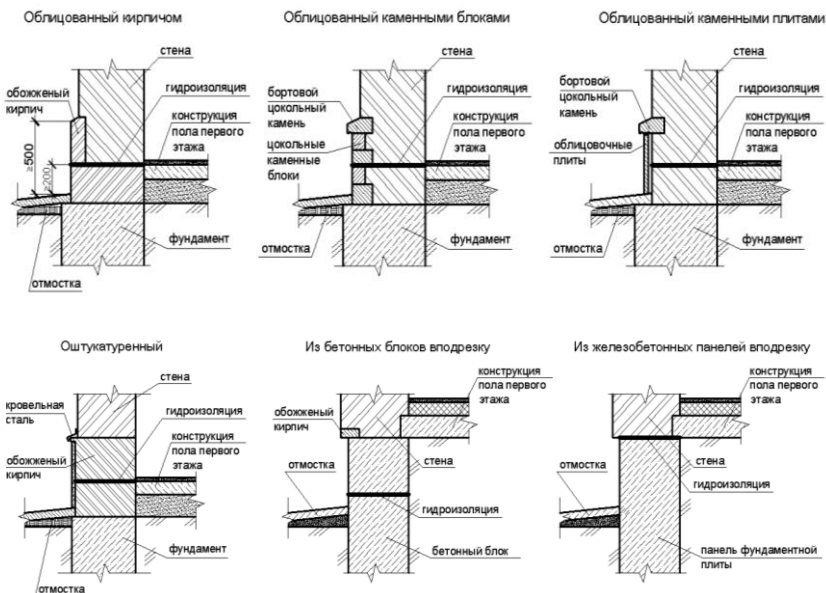 Облицованный кирпичом
стена
обожженый
кирпич
гидроизоляция
конструкция
пола первого
этажа
≥500
≥200
фундамент
отмостка
Облицованный каменными блоками
стена
бортовой
цокольный
камень
гидроизоляция
цокольные
каменные
блоки
конструкция
пола первого
этажа
отмостка
фундамент
Облицованный каменными плитами
стена
бортовой
цокольный
камень
гидроизоляция
облицовочные
плиты
конструкция
пола первого
этажа
отмостка
фундамент
Оштукатуренный
стена
кровельная
сталь
гидроизоляция
обожженый
кирпич
конструкция
пола первого
этажа
фундамент
отмостка
Из бетонных блоков вподрезку
конструкция
пола первого
этажа
обожженый
кирпич
отмостка
стена
гидроизоляция
бетонный блок
Из железобетонных панелей вподрезку
конструкция
пола первого
этажа
отмостка
стена
гидроизоляция
панель фундаментной
плиты